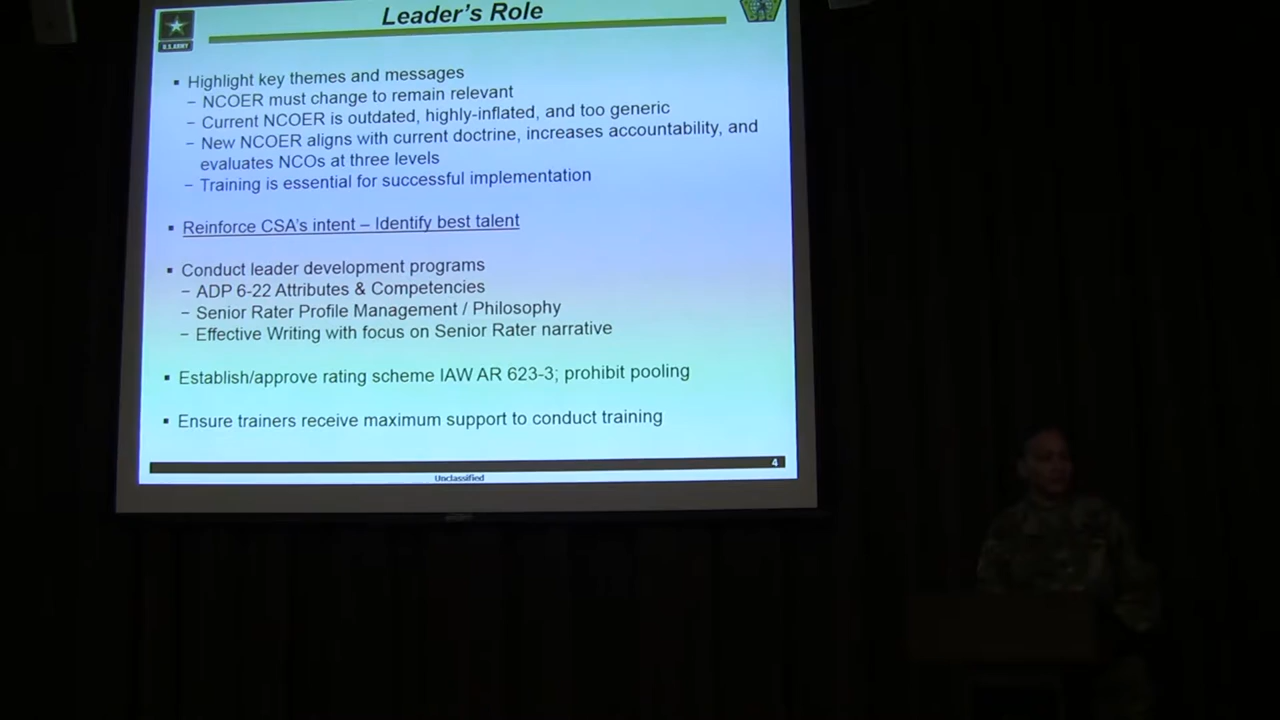 Leader's Role
U.S. ARMY
▪ Highlight key themes and messages
– NCOER must change to remain relevant
– Current NCOER is outdated, highly-inflated, and too generic
– New NCOER aligns with current doctrine, increases accountability, and
evaluates NCOs at three levels
– Training is essential for successful implementation
▪ Reinforce CSA's intent – Identify best talent
▪ Conduct leader development programs
– ADP 6-22 Attributes & Competencies
– Senior Rater Profile Management / Philosophy
– Effective Writing with focus on Senior Rater narrative
▪ Establish/approve rating scheme IAW AR 623-3; prohibit pooling
▪ Ensure trainers receive maximum support to conduct training
4
Unclassified